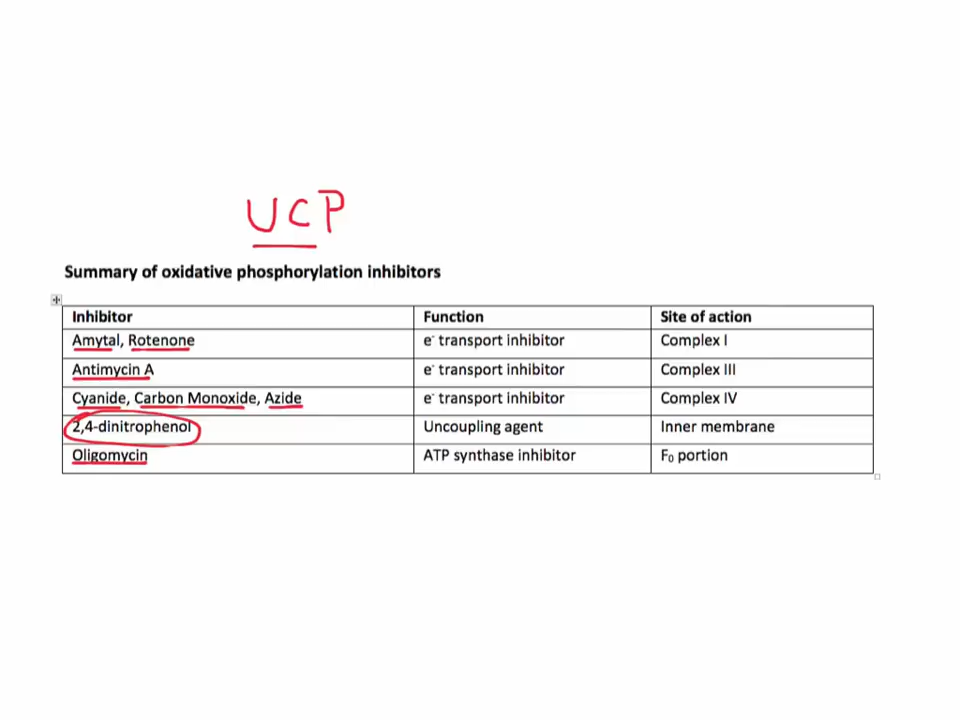 UCP
Summary of oxidative phosphorylation inhibitors
Inhibitor Function Site of action
Amytal, Rotenone e⁻ transport inhibitor Complex I
Antimycin A e⁻ transport inhibitor Complex III
Cyanide, Carbon Monoxide, Azide e⁻ transport inhibitor Complex IV
2,4-dinitrophenol Uncoupling agent Inner membrane
Oligomycin ATP synthase inhibitor F₀ portion